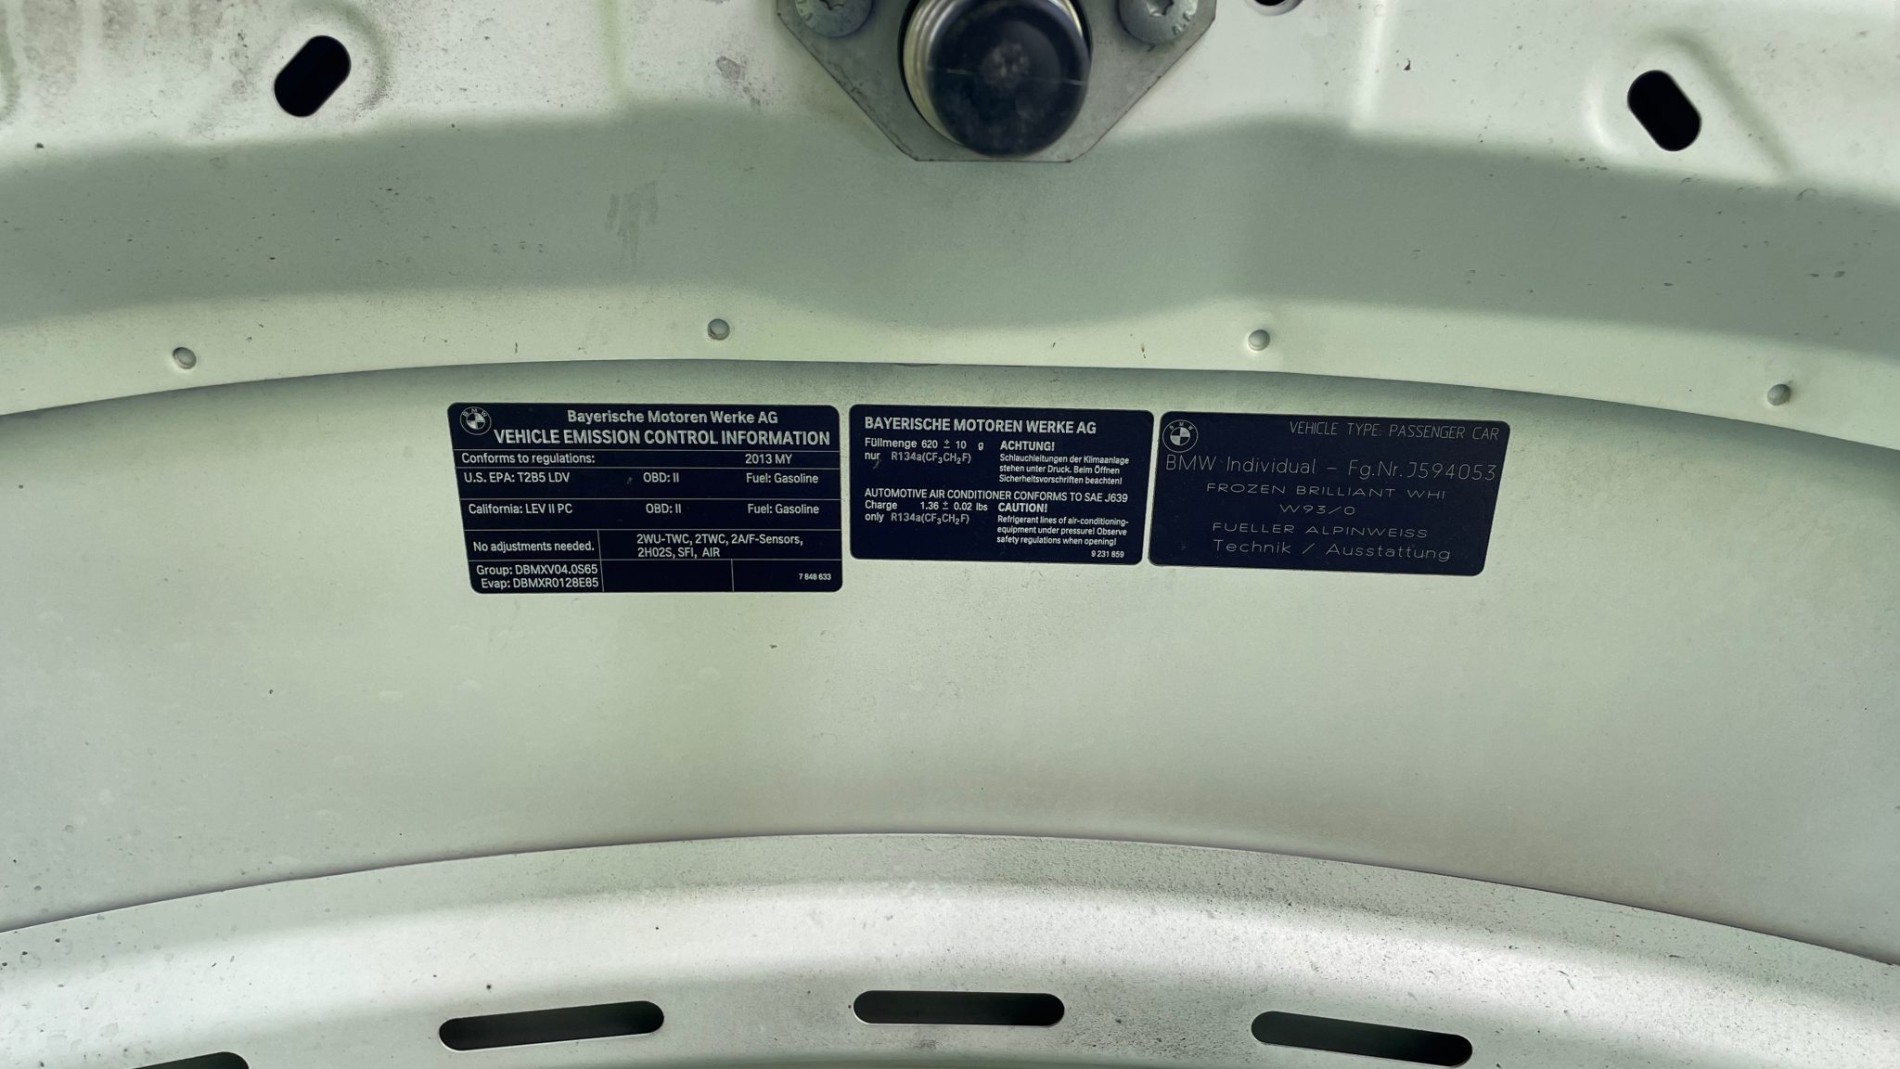 Bayerische Motoren Werke AG
VEHICLE EMISSION CONTROL INFORMATION
Conforms to regulations: 2013 MY
U.S. EPA: T2B5 LDV OBD: II Fuel: Gasoline
California: LEV II PC OBD: II Fuel: Gasoline
No adjustments needed.
2WU-TWC, 2TWC, 2A/F-Sensors,
2HO2S, SFI, AIR
Group: DBMXV04.0S65
Evap: DBMXR0128E85
7 848 633
BAYERISCHE MOTOREN WERKE AG
Füllmenge 620 ± 10 g
nur R134a(CF₃CH₂F)
ACHTUNG!
Schlauchleitungen der Klimaanlage
stehen unter Druck. Beim Öffnen
Sicherheitsvorschriften beachten!
AUTOMOTIVE AIR CONDITIONER CONFORMS TO SAE J639
Charge 1.36 ± 0.02 lbs
only R134a(CF₃CH₂F)
CAUTION!
Refrigerant lines of air-conditioning-
equipment under pressure! Observe
safety regulations when opening!
9 231 859
VEHICLE TYPE: PASSENGER CAR
BMW Individual - Fg.Nr. J594053
FROZEN BRILLIANT WHI
W93/0
FUELLER ALPINWEISS
Technik / Ausstattung